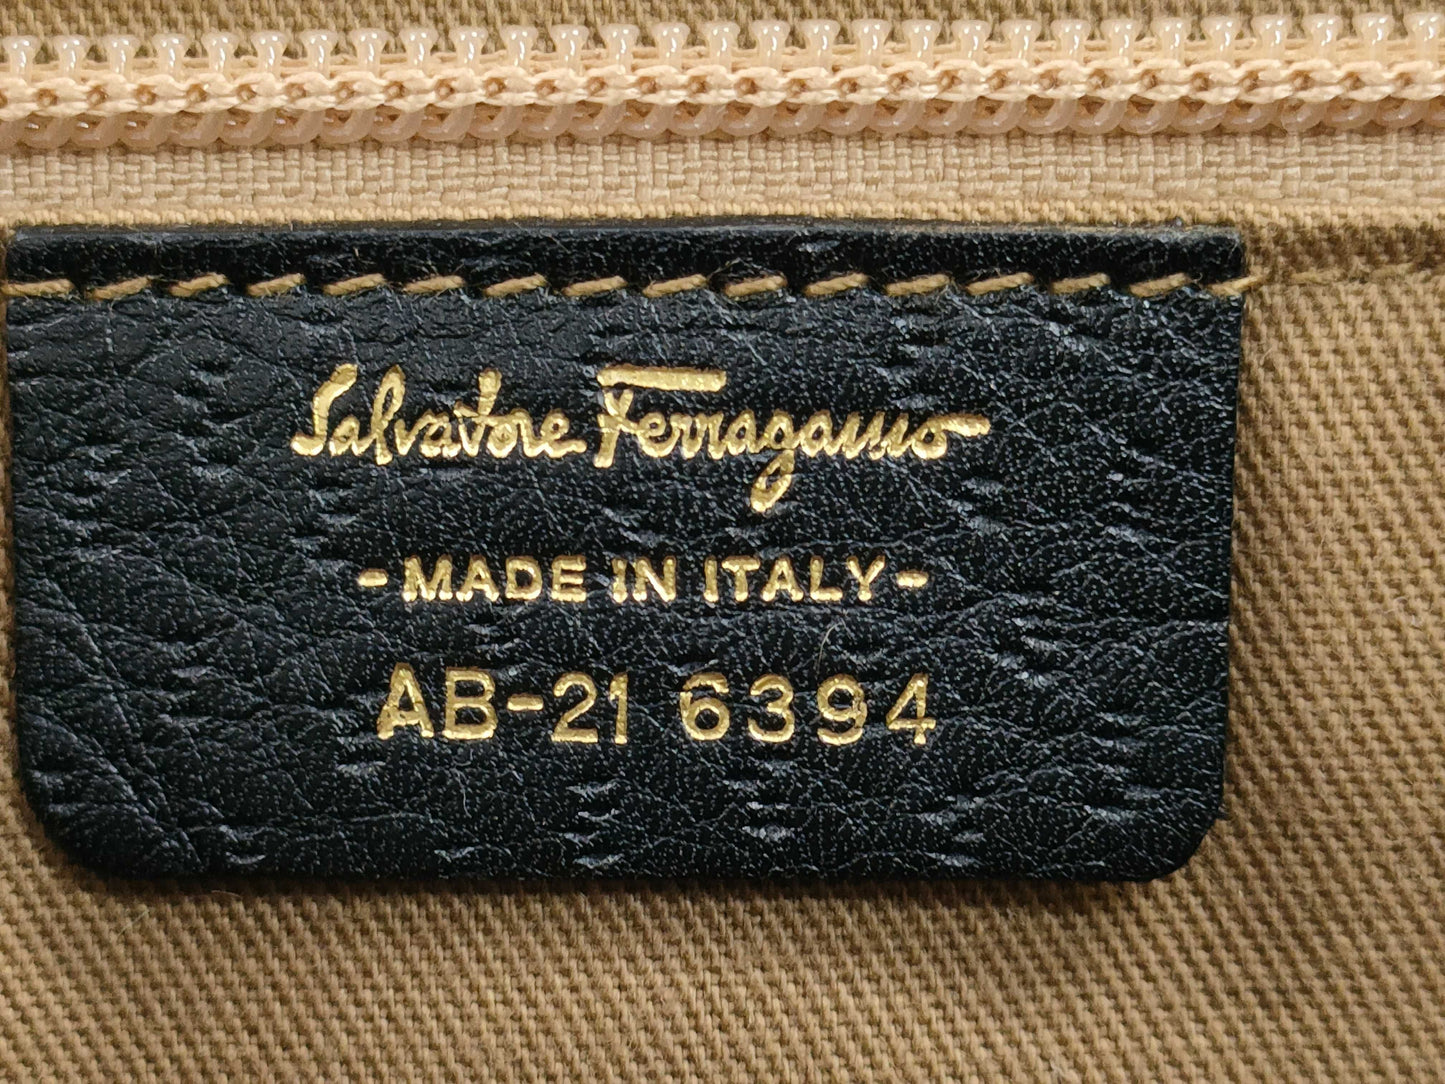 Salvatore Ferragamo
-MADE IN ITALY-
AB-21 6394